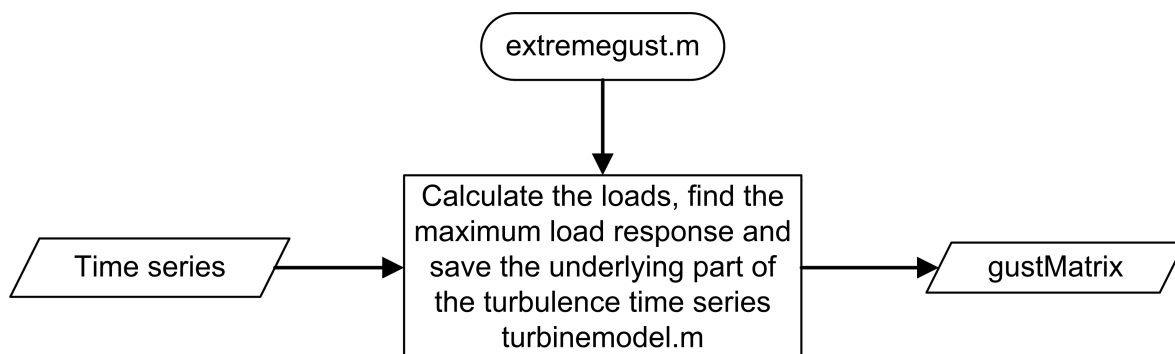 extremegust.m
Calculate the loads, find the
maximum load response and
save the underlying part of
the turbulence time series
turbinemodel.m
Time series
gustMatrix